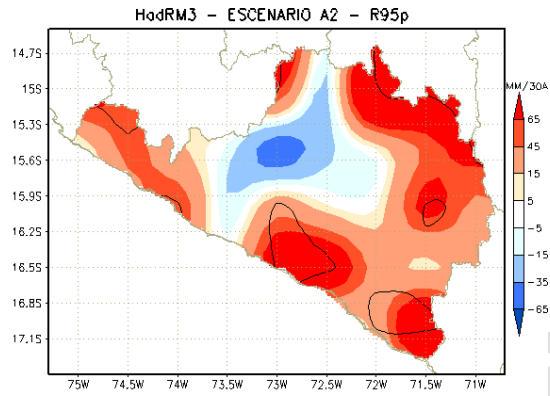 HadRM3 - ESCENARIO A2 - R95p
14.7S
15S
15.3S
15.6S
15.9S
16.2S
16.5S
16.8S
17.1S
75W 74.5W 74W 73.5W 73W 72.5W 72W 71.5W 71W
MM/30A
65
45
15
5
-5
-15
-35
-65